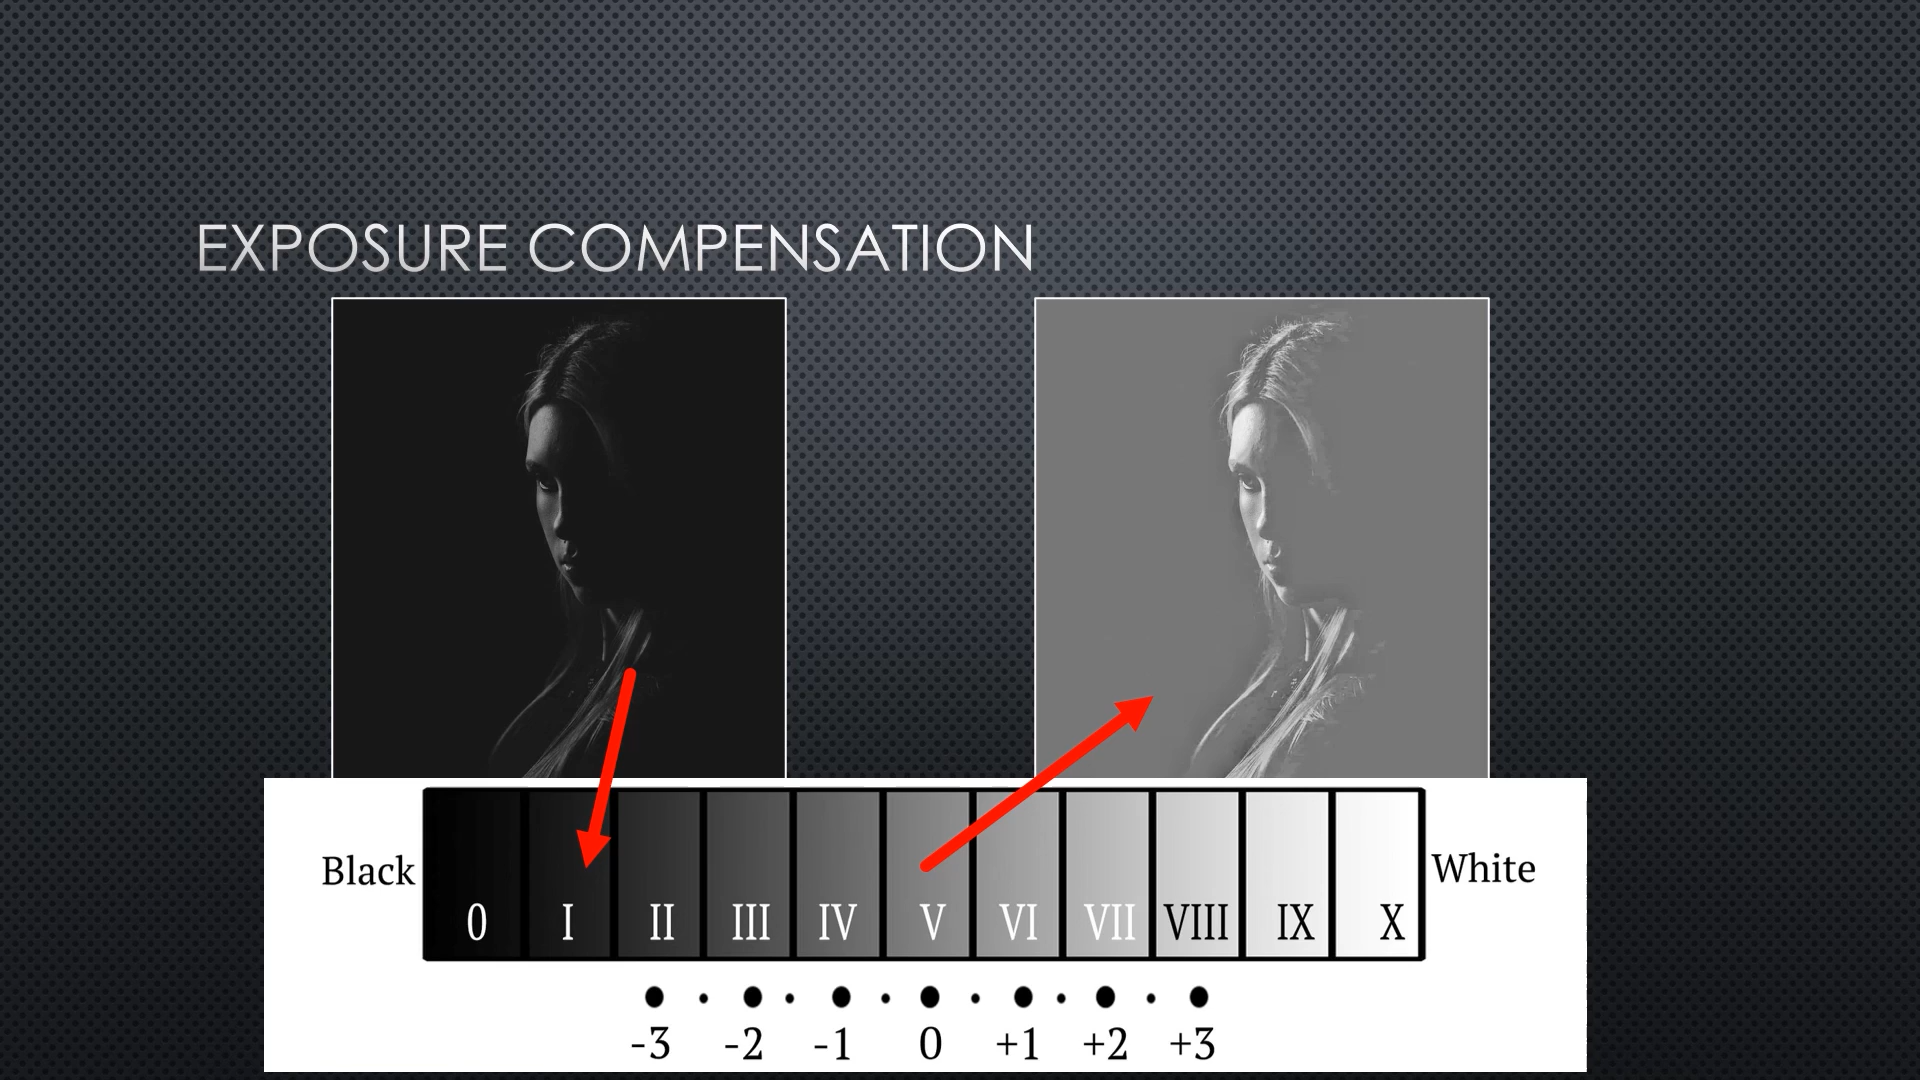 EXPOSURE COMPENSATION
Black 0 I II III IV V VI VII VIII IX X White
-3 -2 -1 0 +1 +2 +3